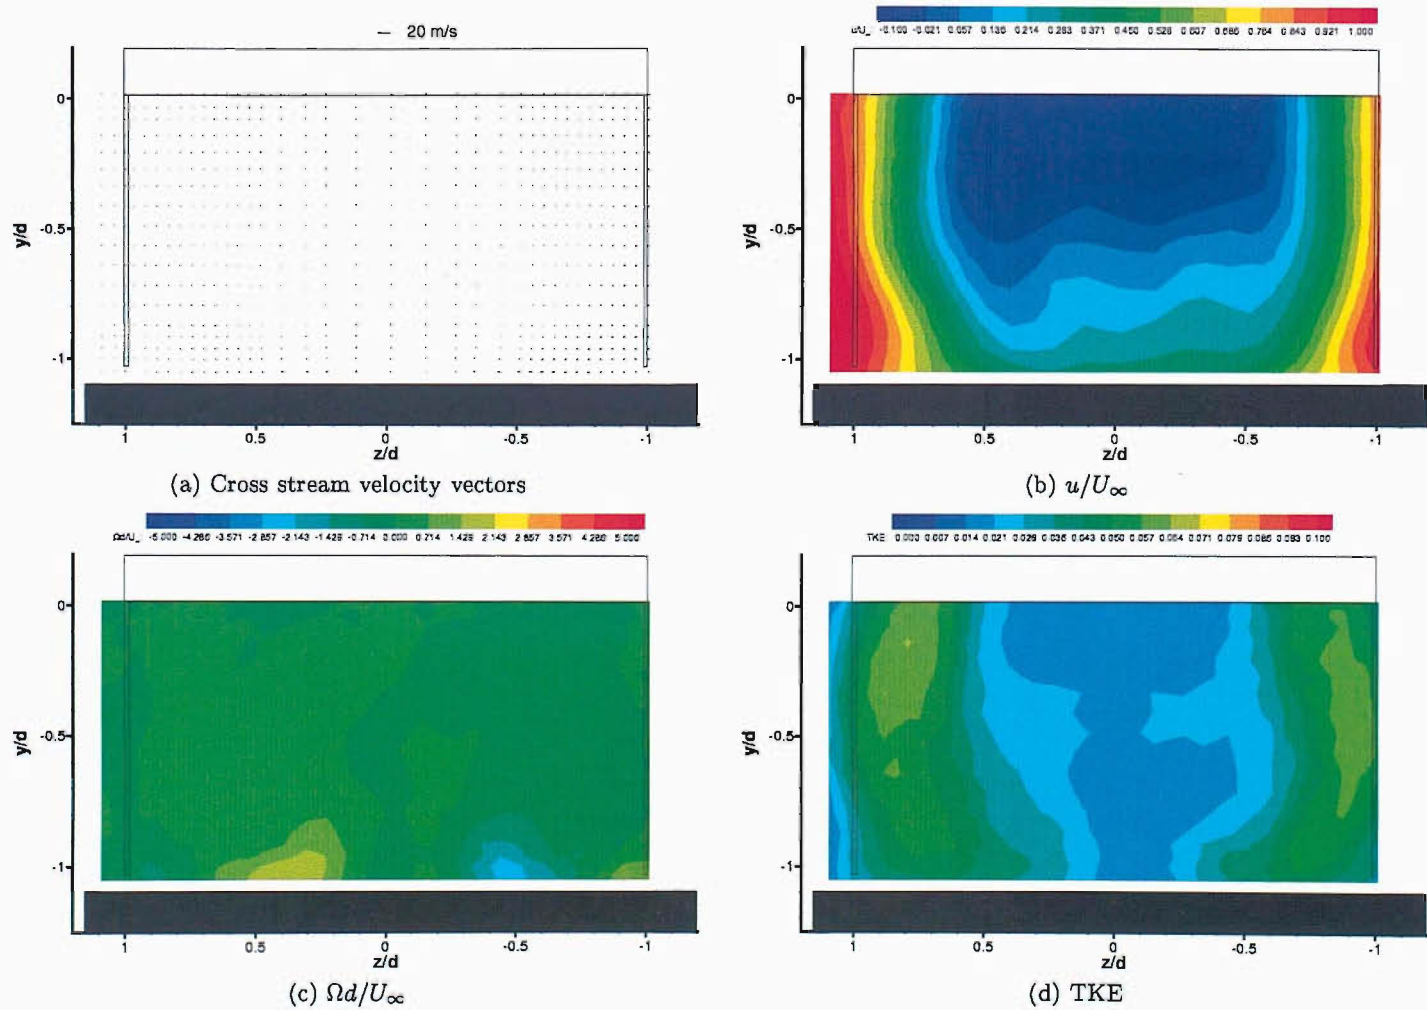 — 20 m/s
0
-0.5
-1
y/d
1 0.5 0 -0.5 -1
z/d
(a) Cross stream velocity vectors
-0.100 -0.021 0.057 0.136 0.214 0.293 0.371 0.450 0.528 0.607 0.686 0.764 0.843 0.921 1.000
0
-0.5
-1
y/d
1 0.5 0 -0.5 -1
z/d
(b) u/U∞
Ωd/U∞ -5.000 -4.286 -3.571 -2.857 -2.143 -1.429 -0.714 0.000 0.714 1.429 2.143 2.857 3.571 4.286 5.000
0
-0.5
-1
y/d
1 0.5 0 -0.5 -1
z/d
(c) Ωd/U∞
TKE 0.000 0.007 0.014 0.021 0.029 0.036 0.043 0.050 0.057 0.064 0.071 0.079 0.086 0.093 0.100
0
-0.5
-1
y/d
1 0.5 0 -0.5 -1
z/d
(d) TKE